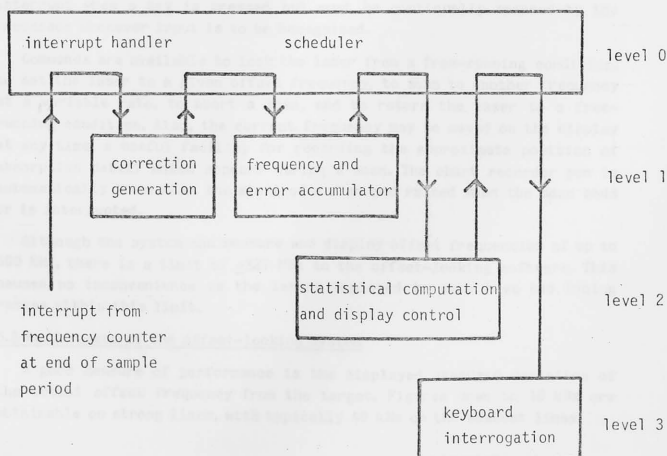 interrupt handler
scheduler
level 0
correction
generation
frequency and
error accumulator
level 1
statistical computation
and display control
level 2
interrupt from
frequency counter
at end of sample
period
keyboard
interrogation
level 3